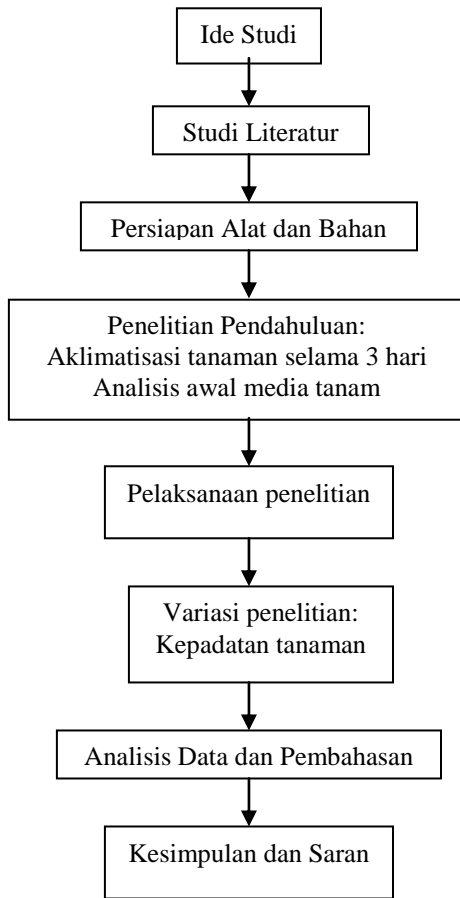 Ide Studi
Studi Literatur
Persiapan Alat dan Bahan
Penelitian Pendahuluan:
Aklimatisasi tanaman selama 3 hari
Analisis awal media tanam
Pelaksanaan penelitian
Variasi penelitian:
Kepadatan tanaman
Analisis Data dan Pembahasan
Kesimpulan dan Saran